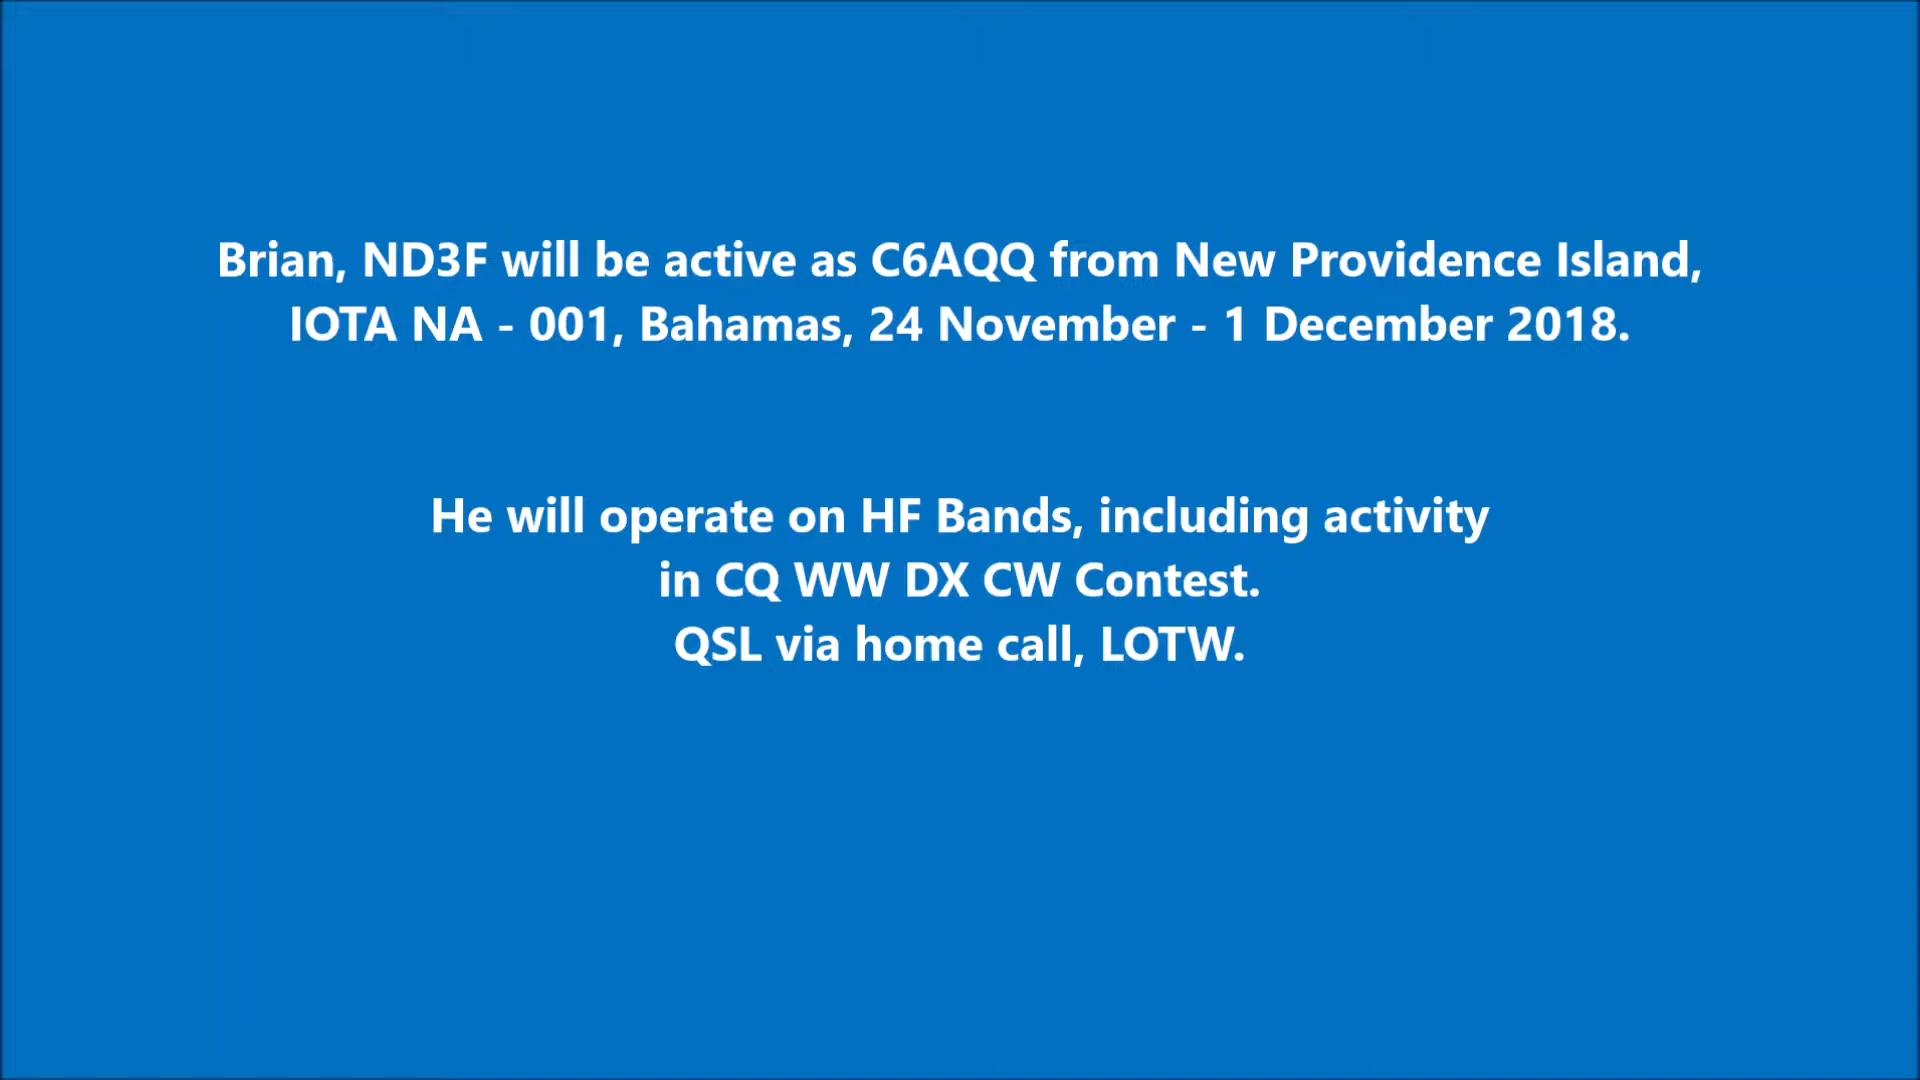 Brian, ND3F will be active as C6AQQ from New Providence Island,
IOTA NA - 001, Bahamas, 24 November - 1 December 2018.
He will operate on HF Bands, including activity
in CQ WW DX CW Contest.
QSL via home call, LOTW.